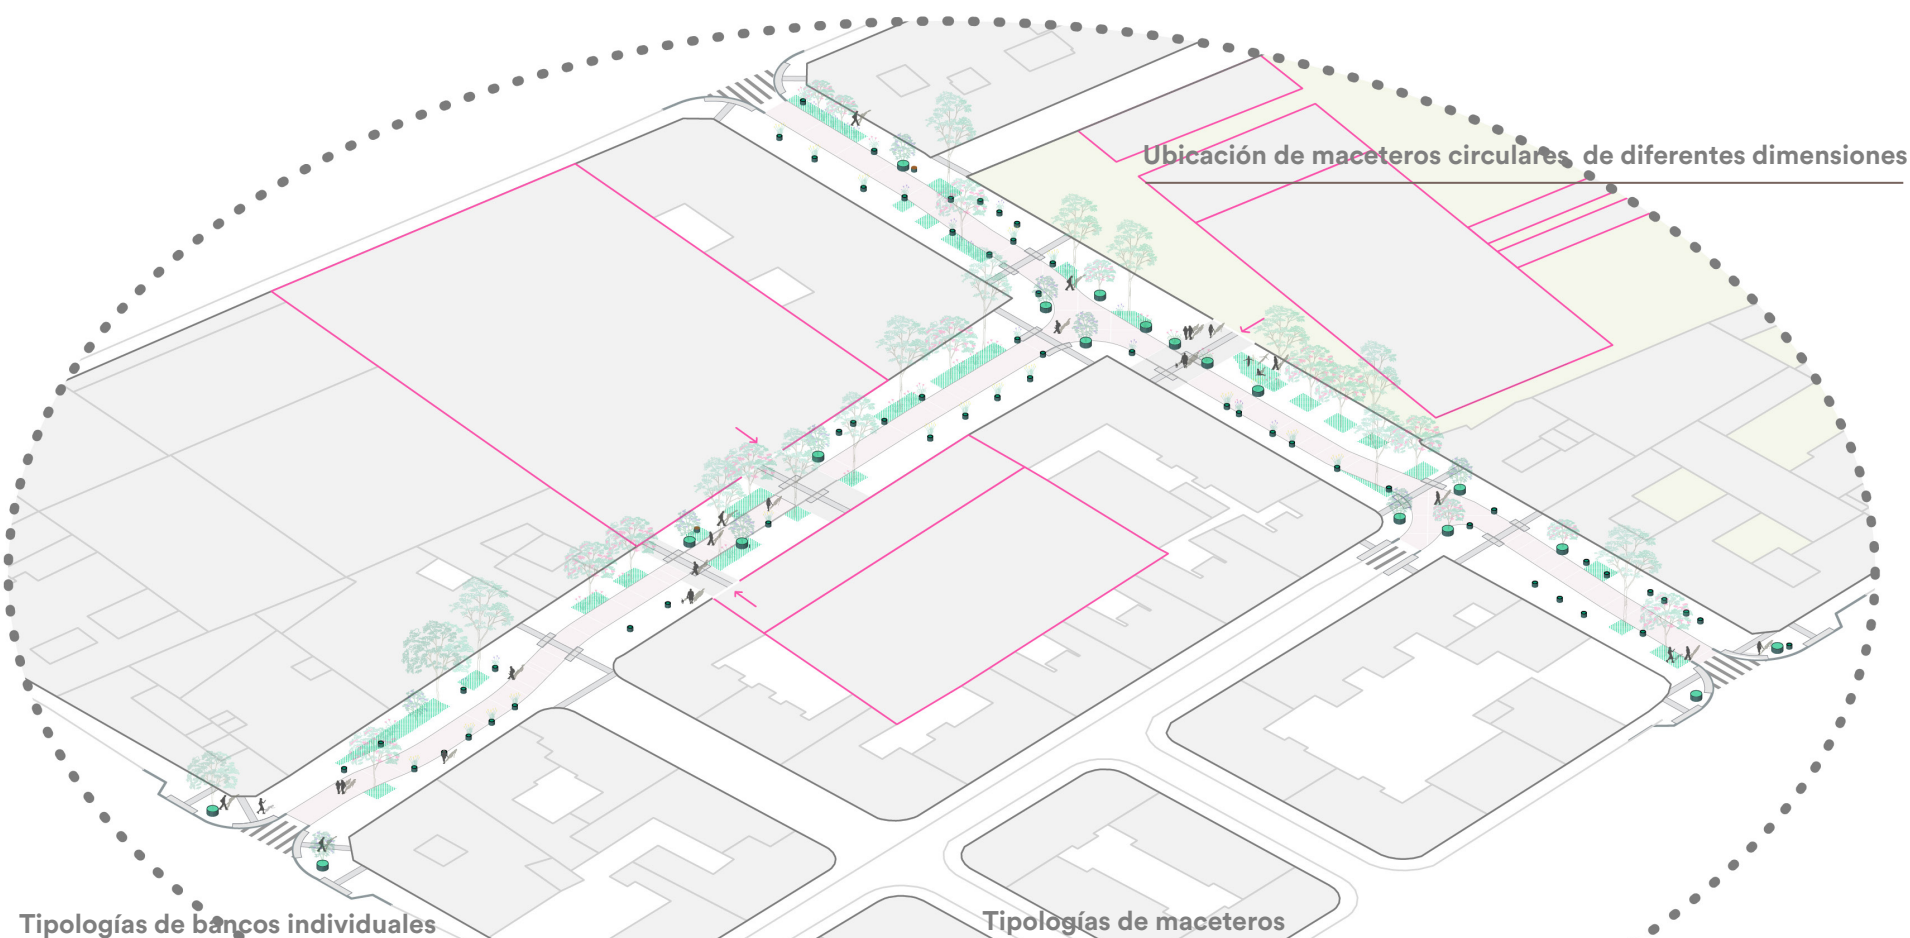 Ubicación de maceteros circulares de diferentes dimensiones
Tipologías de bancos individuales
Tipologías de maceteros